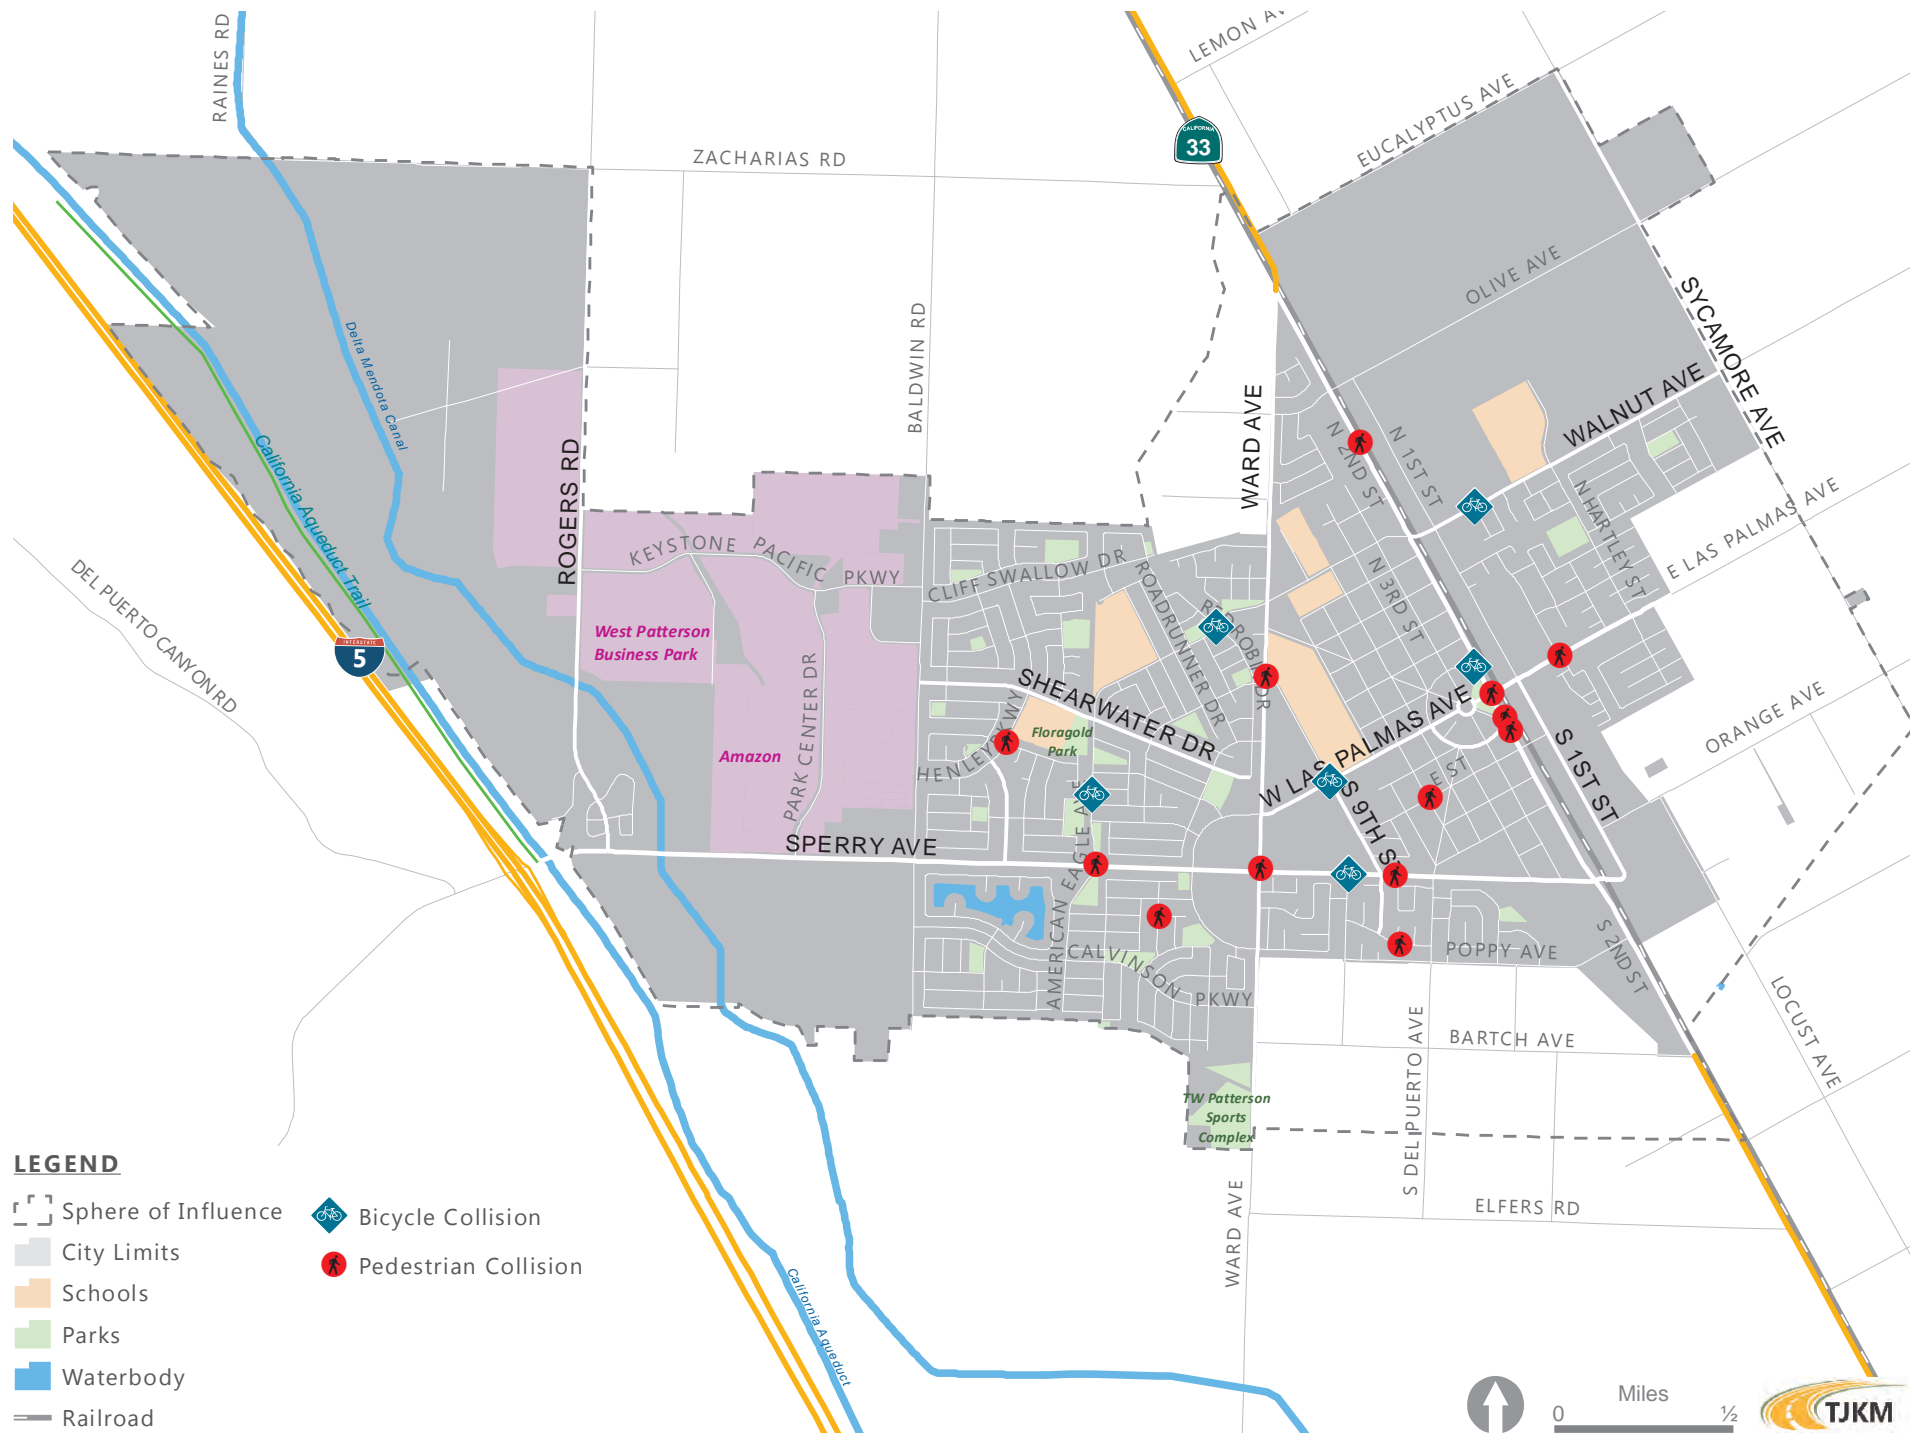 RAINES RD
LEMON AV
ZACHARIAS RD
CALIFORNIA
33
EUCALYPTUS AVE
OLIVE AVE
SYCAMORE AVE
BALDWIN RD
Delta Mendota Canal
WARD AVE
WALNUT AVE
N 2ND ST
N 1ST ST
California Aqueduct Trail
ROGERS RD
N HARTLEY ST
E LAS PALMAS AVE
KEYSTONE PACIFIC PKWY
CLIFF SWALLOW DR
ROADRUNNER DR
N 3RD ST
DEL PUERTO CANYON RD
INTERSTATE
5
West Patterson
Business Park
SHEARWATER DR
HENLEY PKWY
Floragold
Park
W LAS PALMAS AVE
ORANGE AVE
Amazon
PARK CENTER DR
S 1ST ST
E ST
S 9TH ST
SPERRY AVE
AMERICAN EAGLE AVE
CALVINSON PKWY
POPPY AVE
S 2ND ST
LOCUST AVE
BARTCH AVE
S DEL PUERTO AVE
TW Patterson
Sports
Complex
WARD AVE
ELFERS RD
California Aqueduct
LEGEND
Sphere of Influence
City Limits
Schools
Parks
Waterbody
Railroad
Bicycle Collision
Pedestrian Collision
Miles
0 ½
TJKM